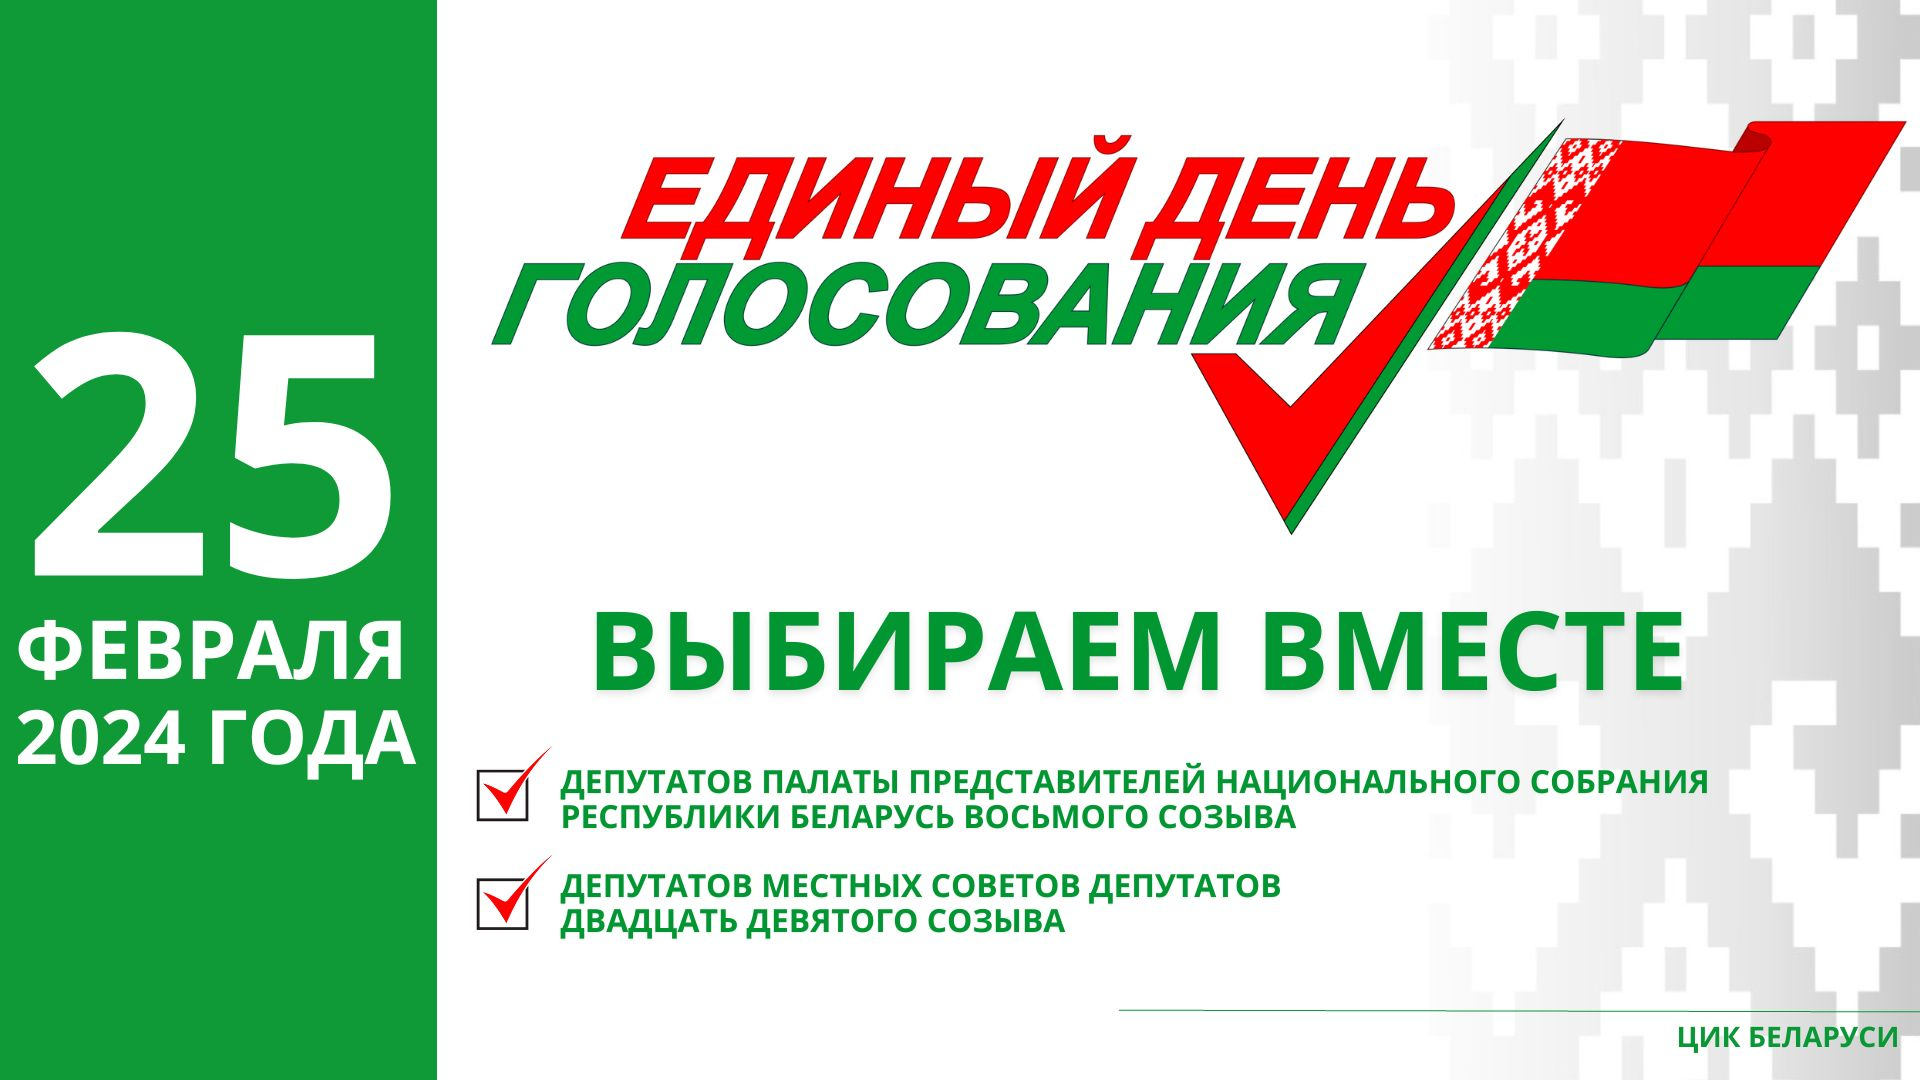 25
ФЕВРАЛЯ
2024 ГОДА
ЕДИНЫЙ ДЕНЬ
ГОЛОСОВАНИЯ
ВЫБИРАЕМ ВМЕСТЕ
ДЕПУТАТОВ ПАЛАТЫ ПРЕДСТАВИТЕЛЕЙ НАЦИОНАЛЬНОГО СОБРАНИЯ
РЕСПУБЛИКИ БЕЛАРУСЬ ВОСЬМОГО СОЗЫВА
ДЕПУТАТОВ МЕСТНЫХ СОВЕТОВ ДЕПУТАТОВ
ДВАДЦАТЬ ДЕВЯТОГО СОЗЫВА
ЦИК БЕЛАРУСИ